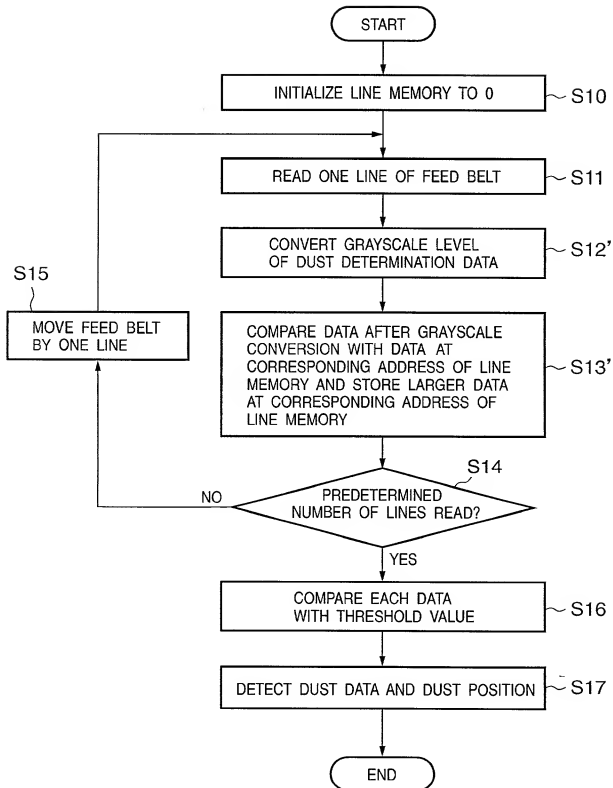 START
INITIALIZE LINE MEMORY TO 0
S10
READ ONE LINE OF FEED BELT
S11
CONVERT GRAYSCALE LEVEL
OF DUST DETERMINATION DATA
S12'
S15
MOVE FEED BELT
BY ONE LINE
COMPARE DATA AFTER GRAYSCALE
CONVERSION WITH DATA AT
CORRESPONDING ADDRESS OF LINE
MEMORY AND STORE LARGER DATA
AT CORRESPONDING ADDRESS OF
LINE MEMORY
S13'
S14
PREDETERMINED
NUMBER OF LINES READ?
NO
YES
COMPARE EACH DATA
WITH THRESHOLD VALUE
S16
DETECT DUST DATA AND DUST POSITION
S17
END